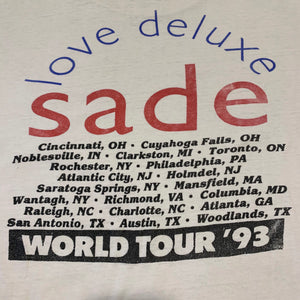 love deluxe
sade
Cincinnati, OH · Cuyahoga Falls, OH
Noblesville, IN · Clarkston, MI · Toronto, ON
Rochester, NY · Philadelphia, PA
Atlantic City, NJ · Holmdel, NJ
Saratoga Springs, NY · Mansfield, MA
Wantagh, NY · Richmond, VA · Columbia, MD
Raleigh, NC · Charlotte, NC · Atlanta, GA
San Antonio, TX · Austin, TX · Woodlands, TX
WORLD TOUR '93